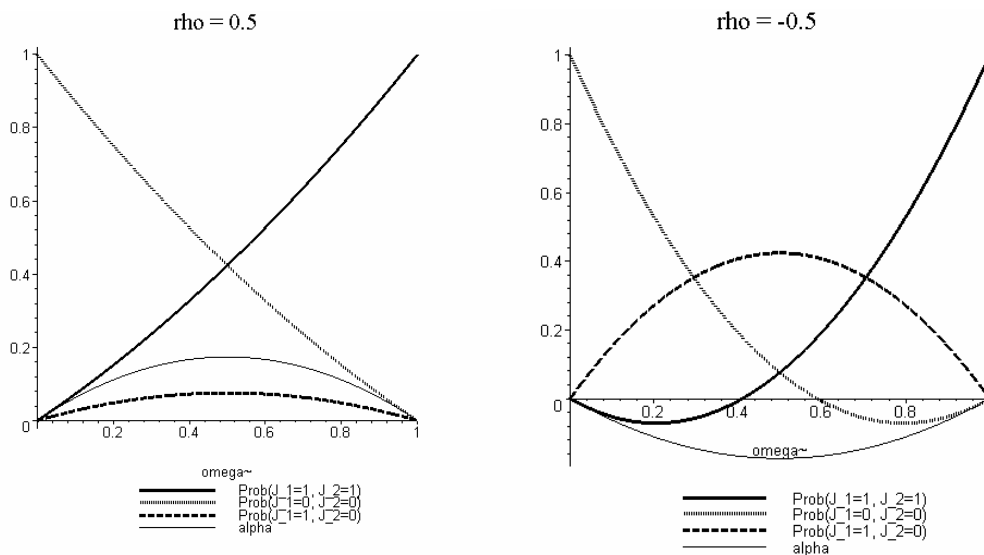 rho = 0.5
1
0.8
0.6
0.4
0.2
0
0.2
0.4
0.6
0.8
1
omega~
Prob(J_1=1, J_2=1)
Prob(J_1=0, J_2=0)
Prob(J_1=1, J_2=0)
alpha
rho = -0.5
1
0.8
0.6
0.4
0.2
0
0.2
0.4
0.6
0.8
omega~
Prob(J_1=1, J_2=1)
Prob(J_1=0, J_2=0)
Prob(J_1=1, J_2=0)
alpha